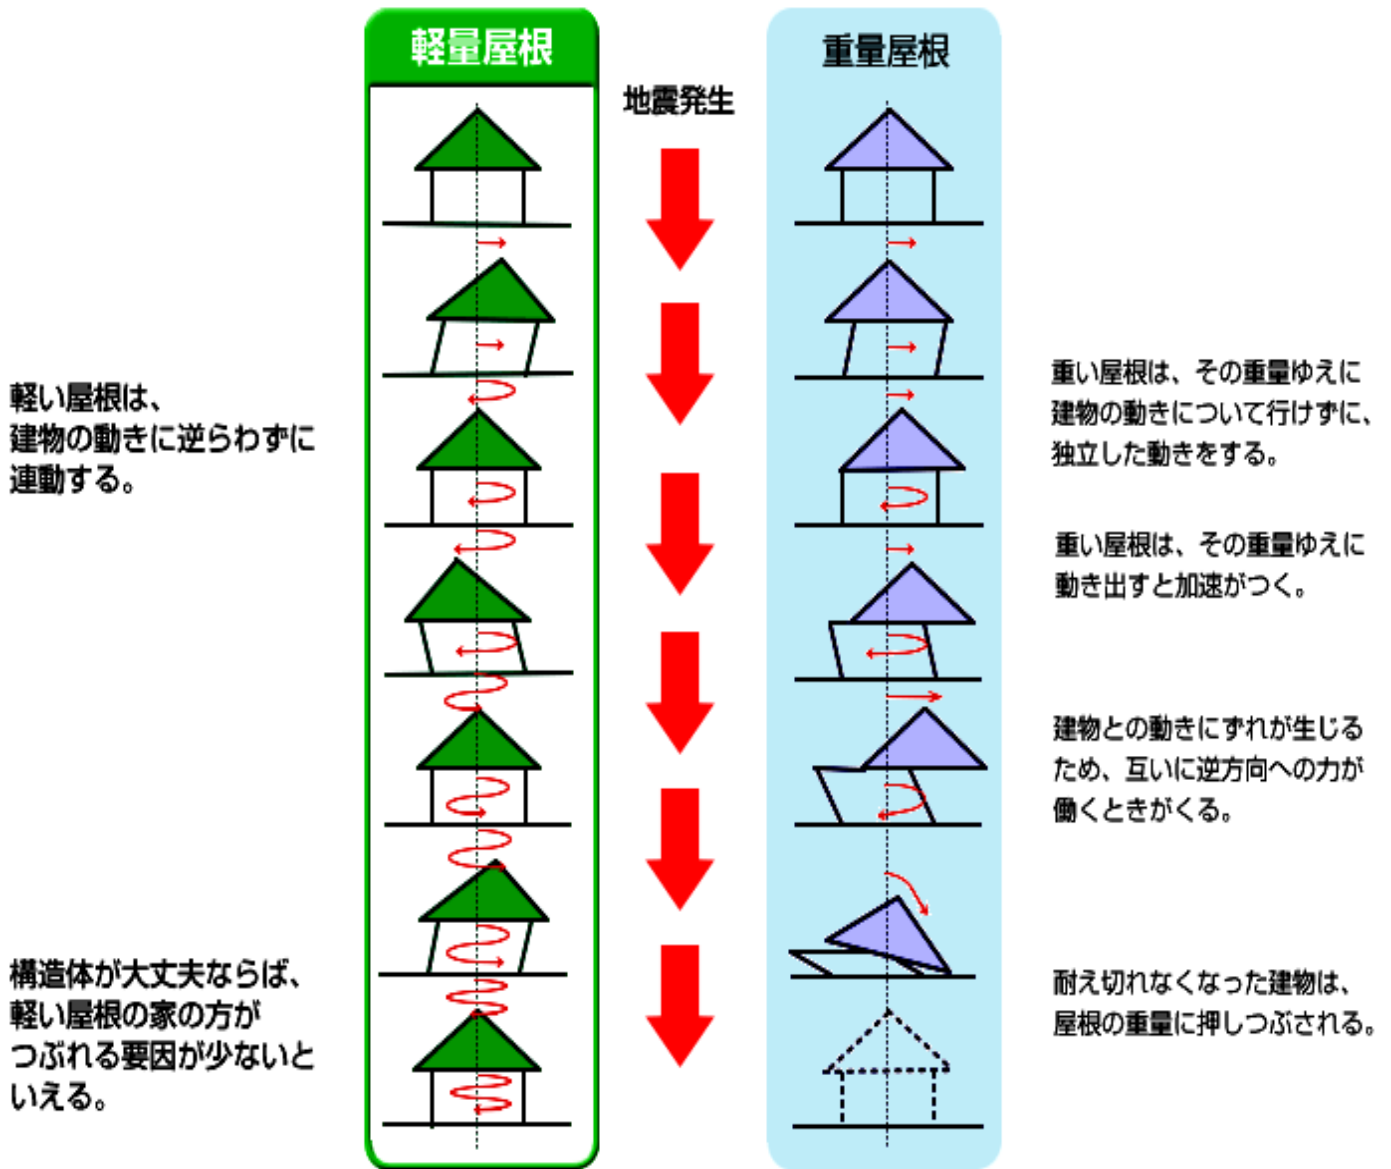 軽量屋根
地震発生
重量屋根
軽い屋根は、
建物の動きに逆らわずに
連動する。
構造体が大丈夫ならば、
軽い屋根の家の方が
つぶれる要因が少ないと
いえる。
重い屋根は、その重量ゆえに
建物の動きについて行けずに、
独立した動きをする。
重い屋根は、その重量ゆえに
動き出すと加速がつく。
建物との動きにずれが生じる
ため、互いに逆方向への力が
働くときがくる。
耐え切れなくなった建物は、
屋根の重量に押しつぶされる。